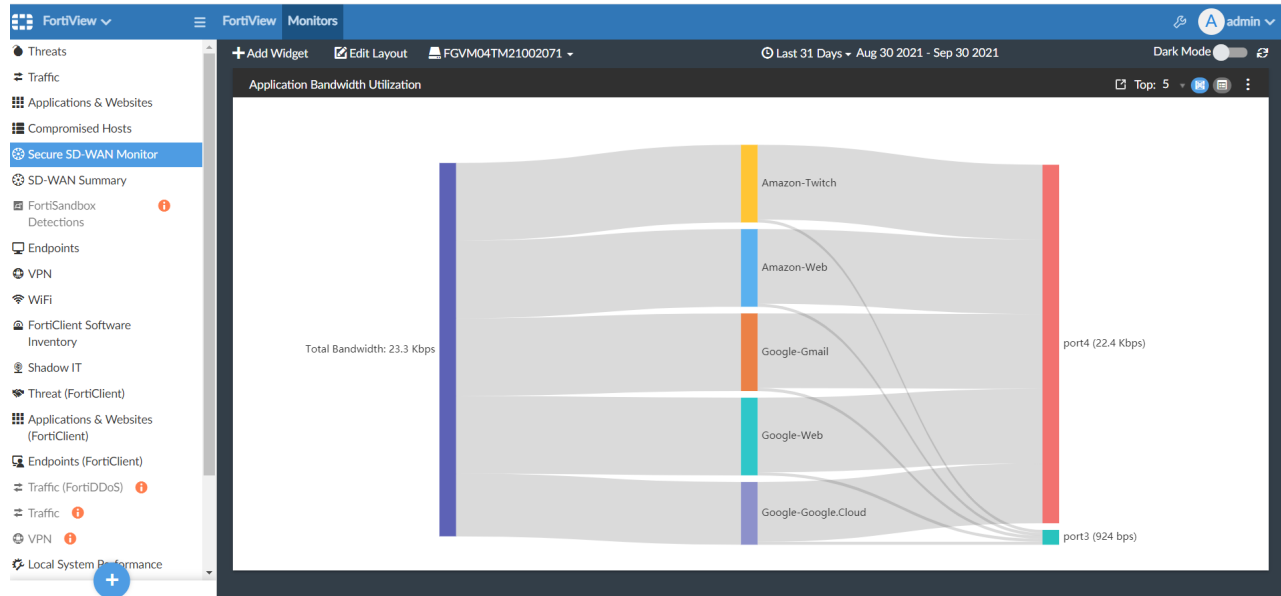 FortiView
FortiView Monitors
A admin
Threats
Traffic
Applications & Websites
Compromised Hosts
Secure SD-WAN Monitor
SD-WAN Summary
FortiSandbox
Detections
Endpoints
VPN
WiFi
FortiClient Software
Inventory
Shadow IT
Threat (FortiClient)
Applications & Websites
(FortiClient)
Endpoints (FortiClient)
Traffic (FortiDDoS)
Traffic
VPN
Local System Performance
+
+ Add Widget Edit Layout FGVM04TM21002071 Last 31 Days Aug 30 2021 - Sep 30 2021 Dark Mode
Application Bandwidth Utilization Top: 5
Total Bandwidth: 23.3 Kbps
Amazon-Twitch
Amazon-Web
Google-Gmail
Google-Web
Google-Google.Cloud
port4 (22.4 Kbps)
port3 (924 bps)